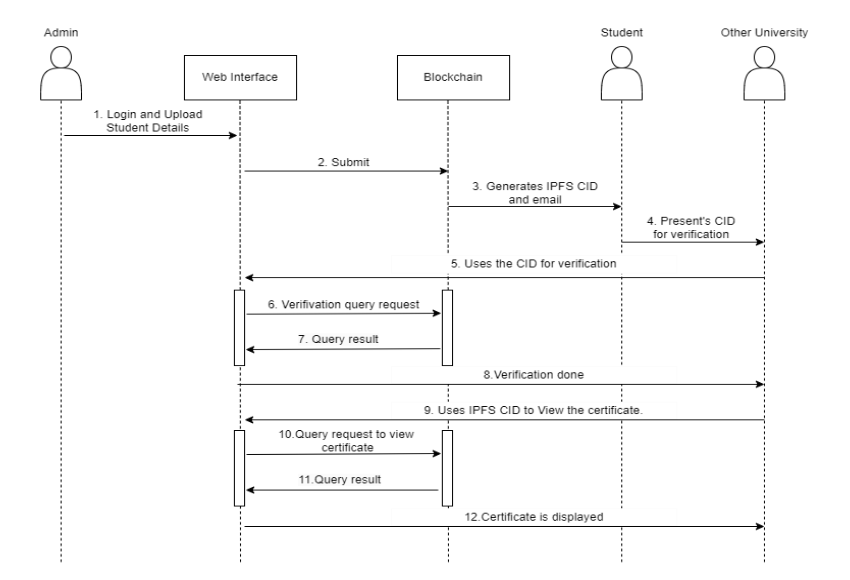 Admin
Student
Other University
Web Interface
Blockchain
1. Login and Upload
Student Details
2. Submit
3. Generates IPFS CID
and email
4. Present's CID
for verification
5. Uses the CID for verification
6. Verifivation query request
7. Query result
8.Verification done
9. Uses IPFS CID to View the certificate.
10.Query request to view
certificate
11.Query result
12.Certificate is displayed